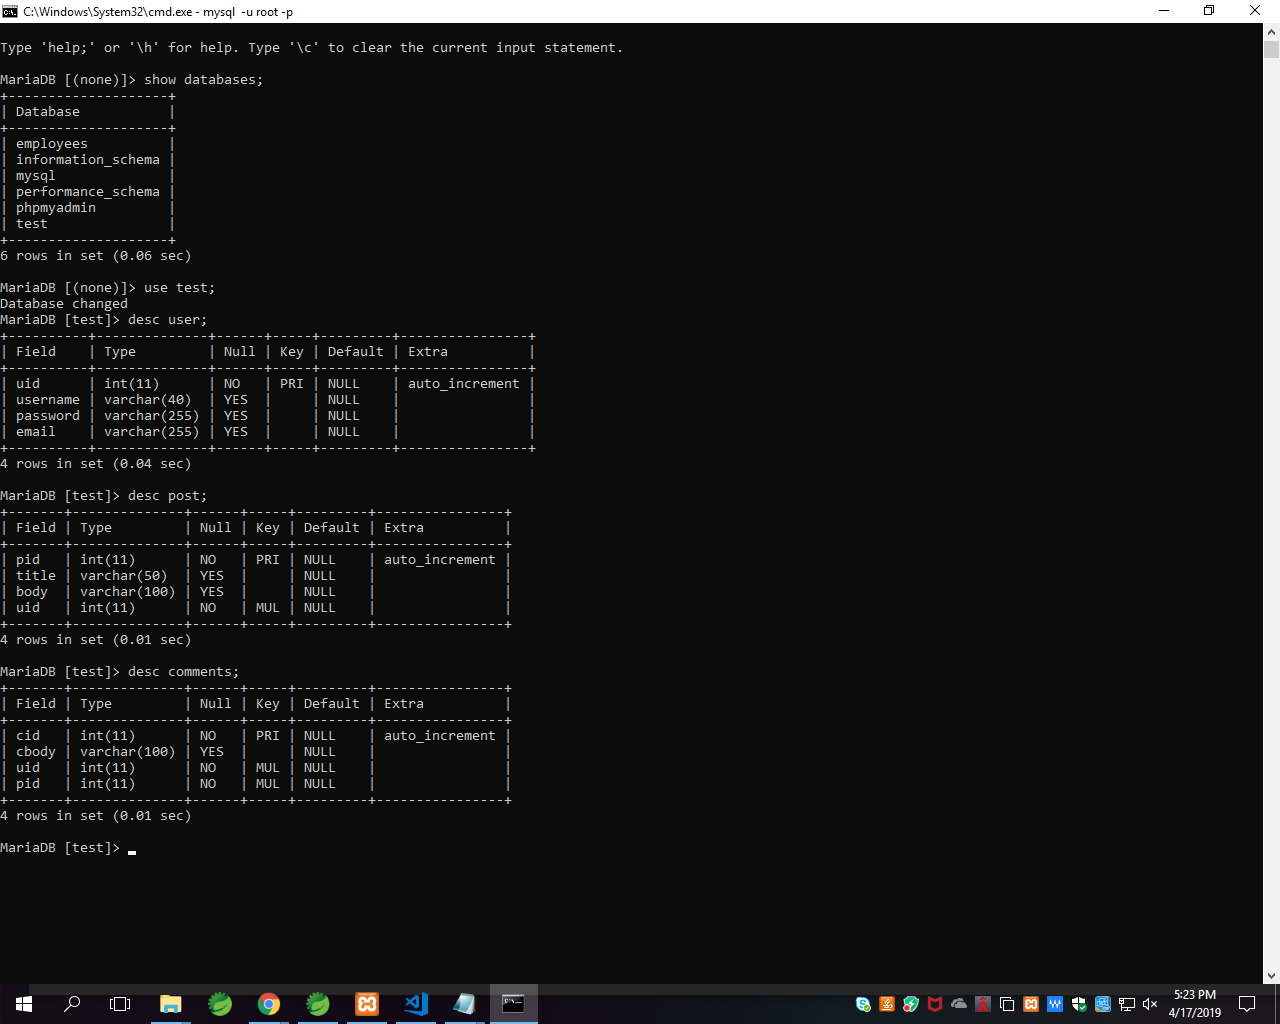 C:\Windows\System32\cmd.exe - mysql  -u root -p
Type 'help;' or '\h' for help. Type '\c' to clear the current input statement.
MariaDB [(none)]> show databases;
+--------------------+
| Database           |
+--------------------+
| employees          |
| information_schema |
| mysql              |
| performance_schema |
| phpmyadmin         |
| test               |
+--------------------+
6 rows in set (0.06 sec)
MariaDB [(none)]> use test;
Database changed
MariaDB [test]> desc user;
+----------+--------------+------+-----+---------+----------------+
| Field    | Type         | Null | Key | Default | Extra          |
+----------+--------------+------+-----+---------+----------------+
| uid      | int(11)      | NO   | PRI | NULL    | auto_increment |
| username | varchar(40)  | YES  |     | NULL    |                |
| password | varchar(255) | YES  |     | NULL    |                |
| email    | varchar(255) | YES  |     | NULL    |                |
+----------+--------------+------+-----+---------+----------------+
4 rows in set (0.04 sec)
MariaDB [test]> desc post;
+-------+--------------+------+-----+---------+----------------+
| Field | Type         | Null | Key | Default | Extra          |
+-------+--------------+------+-----+---------+----------------+
| pid   | int(11)      | NO   | PRI | NULL    | auto_increment |
| title | varchar(50)  | YES  |     | NULL    |                |
| body  | varchar(100) | YES  |     | NULL    |                |
| uid   | int(11)      | NO   | MUL | NULL    |                |
+-------+--------------+------+-----+---------+----------------+
4 rows in set (0.01 sec)
MariaDB [test]> desc comments;
+-------+--------------+------+-----+---------+----------------+
| Field | Type         | Null | Key | Default | Extra          |
+-------+--------------+------+-----+---------+----------------+
| cid   | int(11)      | NO   | PRI | NULL    | auto_increment |
| cbody | varchar(100) | YES  |     | NULL    |                |
| uid   | int(11)      | NO   | MUL | NULL    |                |
| pid   | int(11)      | NO   | MUL | NULL    |                |
+-------+--------------+------+-----+---------+----------------+
4 rows in set (0.01 sec)
MariaDB [test]>
5:23 PM
4/17/2019